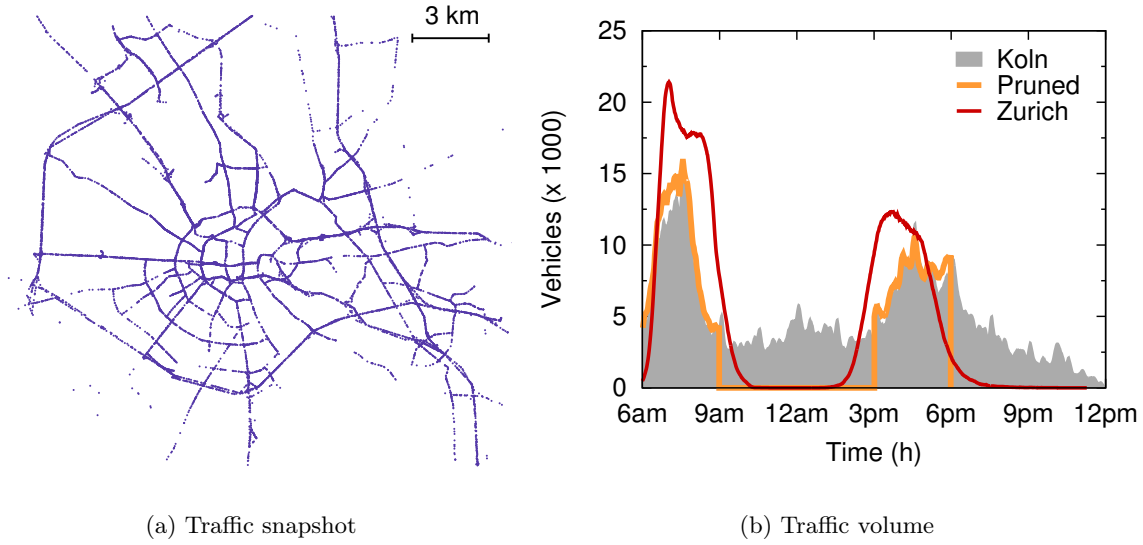 3 km
(a) Traffic snapshot
25
20
15
10
5
0
Vehicles (x 1000)
Koln
Pruned
Zurich
6am 9am 12am 3pm 6pm 9pm 12pm
Time (h)
(b) Traffic volume